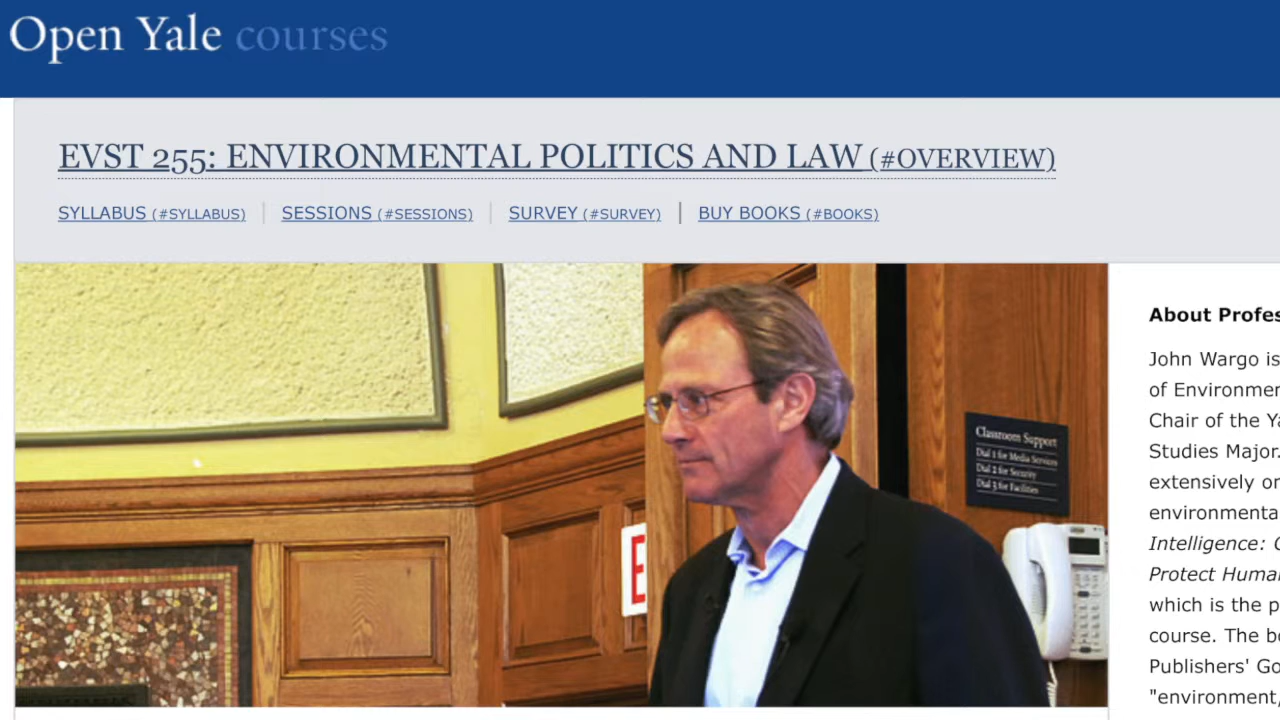 Open Yale courses
EVST 255: ENVIRONMENTAL POLITICS AND LAW (#OVERVIEW)
SYLLABUS (#SYLLABUS) | SESSIONS (#SESSIONS) | SURVEY (#SURVEY) | BUY BOOKS (#BOOKS)
Classroom Support
Dial 1 for Media Services
Dial 2 for Security
Dial 3 for Facilities
E
About Profes
John Wargo is
of Environmen
Chair of the Ya
Studies Major.
extensively on
environmenta
Intelligence: C
Protect Human
which is the p
course. The bo
Publishers' Go
"environment,